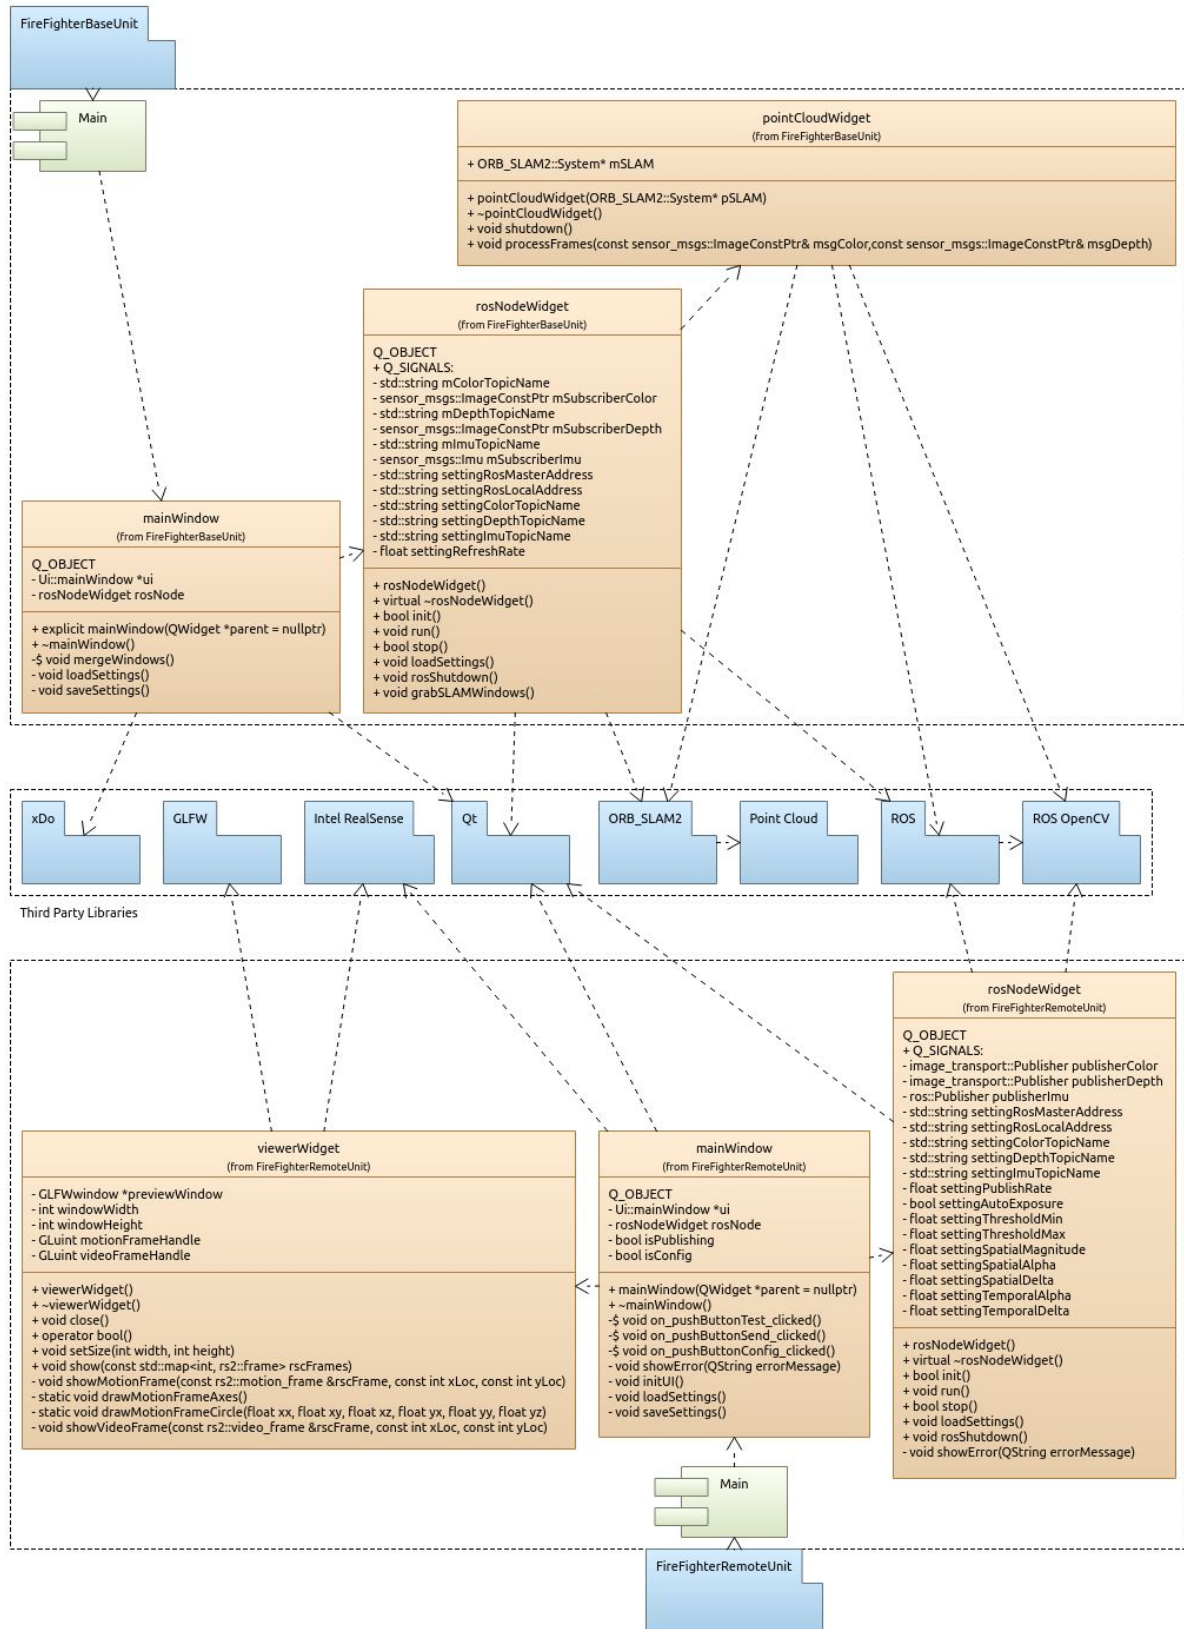 FireFighterBaseUnit
Main
pointCloudWidget
(from FireFighterBaseUnit)
+ ORB_SLAM2::System* mSLAM
+ pointCloudWidget(ORB_SLAM2::System* pSLAM)
+ ~pointCloudWidget()
+ void shutdown()
+ void processFrames(const sensor_msgs::ImageConstPtr& msgColor,const sensor_msgs::ImageConstPtr& msgDepth)
rosNodeWidget
(from FireFighterBaseUnit)
Q_OBJECT
+ Q_SIGNALS:
- std::string mColorTopicName
- sensor_msgs::ImageConstPtr mSubscriberColor
- std::string mDepthTopicName
- sensor_msgs::ImageConstPtr mSubscriberDepth
- std::string mImuTopicName
- sensor_msgs::Imu mSubscriberImu
- std::string settingRosMasterAddress
- std::string settingRosLocalAddress
- std::string settingColorTopicName
- std::string settingDepthTopicName
- std::string settingImuTopicName
- float settingRefreshRate
+ rosNodeWidget()
+ virtual ~rosNodeWidget()
+ bool init()
+ void run()
+ bool stop()
+ void loadSettings()
+ void rosShutdown()
+ void grabSLAMWindows()
mainWindow
(from FireFighterBaseUnit)
Q_OBJECT
- Ui::mainWindow *ui
- rosNodeWidget rosNode
+ explicit mainWindow(QWidget *parent = nullptr)
+ ~mainWindow()
-$ void mergeWindows()
- void loadSettings()
- void saveSettings()
xDo
GLFW
Intel RealSense
Qt
ORB_SLAM2
Point Cloud
ROS
ROS OpenCV
Third Party Libraries
rosNodeWidget
(from FireFighterRemoteUnit)
Q_OBJECT
+ Q_SIGNALS:
- image_transport::Publisher publisherColor
- image_transport::Publisher publisherDepth
- ros::Publisher publisherImu
- std::string settingRosMasterAddress
- std::string settingRosLocalAddress
- std::string settingColorTopicName
- std::string settingDepthTopicName
- std::string settingImuTopicName
- float settingPublishRate
- bool settingAutoExposure
- float settingThresholdMin
- float settingThresholdMax
- float settingSpatialMagnitude
- float settingSpatialAlpha
- float settingSpatialDelta
- float settingTemporalAlpha
- float settingTemporalDelta
+ rosNodeWidget()
+ virtual ~rosNodeWidget()
+ bool init()
+ void run()
+ bool stop()
+ void loadSettings()
+ void rosShutdown()
- void showError(QString errorMessage)
viewerWidget
(from FireFighterRemoteUnit)
- GLFWwindow *previewWindow
- int windowWidth
- int windowHeight
- GLuint motionFrameHandle
- GLuint videoFrameHandle
+ viewerWidget()
+ ~viewerWidget()
+ void close()
+ operator bool()
+ void setSize(int width, int height)
+ void show(const std::map<int, rs2::frame> rscFrames)
- void showMotionFrame(const rs2::motion_frame &rscFrame, const int xLoc, const int yLoc)
- static void drawMotionFrameAxes()
- static void drawMotionFrameCircle(float xx, float xy, float xz, float yx, float yy, float yz)
- void showVideoFrame(const rs2::video_frame &rscFrame, const int xLoc, const int yLoc)
mainWindow
(from FireFighterRemoteUnit)
Q_OBJECT
- Ui::mainWindow *ui
- rosNodeWidget rosNode
- bool isPublishing
- bool isConfig
+ mainWindow(QWidget *parent = nullptr)
+ ~mainWindow()
-$ void on_pushButtonTest_clicked()
-$ void on_pushButtonSend_clicked()
-$ void on_pushButtonConfig_clicked()
- void showError(QString errorMessage)
- void initUI()
- void loadSettings()
- void saveSettings()
Main
FireFighterRemoteUnit